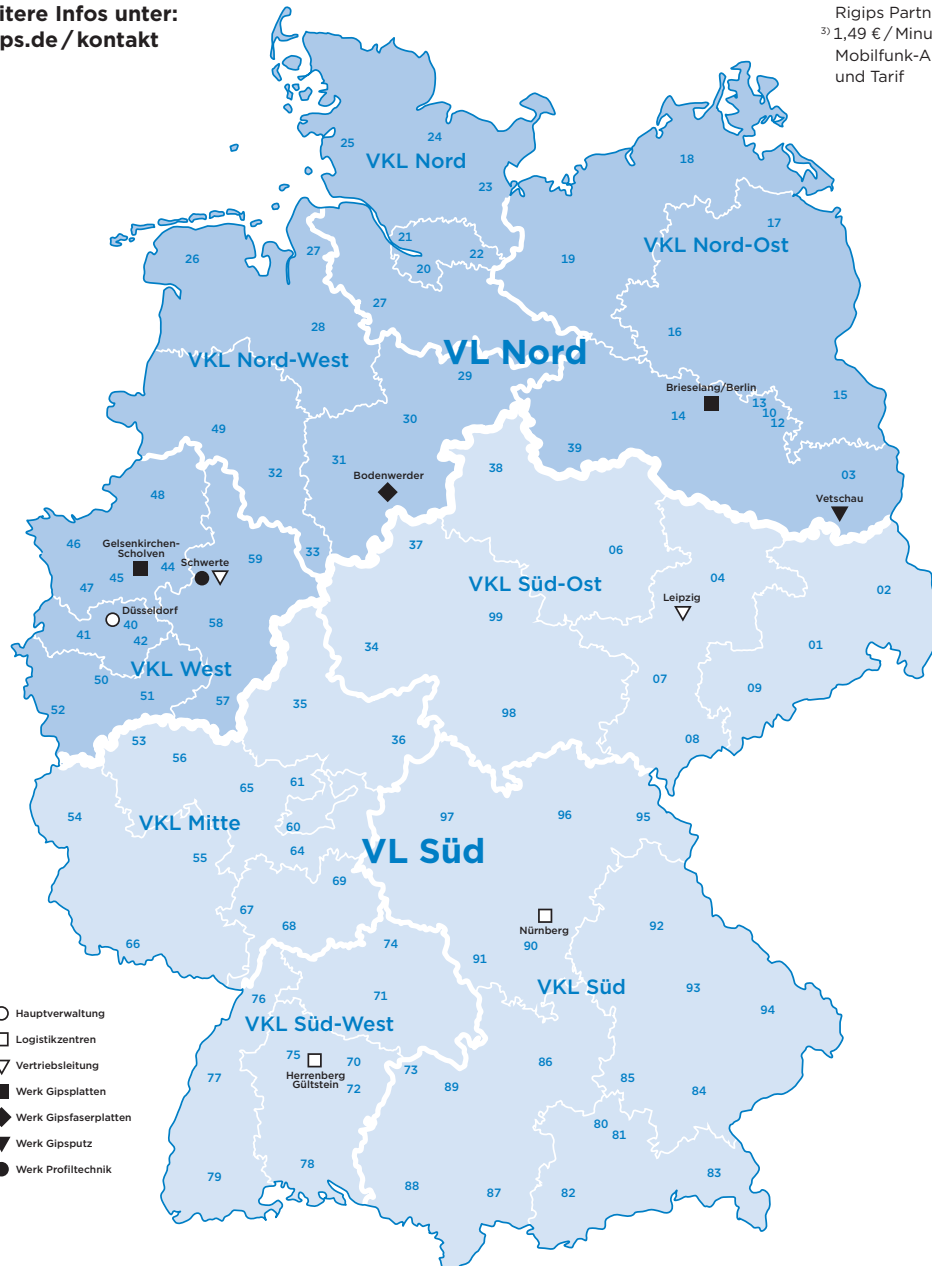 itere Infos unter:
ps.de / kontakt
Rigips Partn
3) 1,49 € / Minu
Mobilfunk-A
und Tarif
25
24
VKL Nord
23
18
17
VKL Nord-Ost
21
22
20
19
26
27
27
28
16
VKL Nord-West
VL Nord
29
Brieselang/Berlin
13
10
12
14
15
30
49
39
31
32
38
Bodenwerder
03
Vetschau
48
46
Gelsenkirchen-
Scholven
45
44
47
Schwerte
59
33
37
06
04
VKL Süd-Ost
02
Leipzig
99
Düsseldorf
41
40
42
58
34
01
VKL West
50
51
52
57
07
09
35
98
08
53
36
56
65
61
54
VKL Mitte
60
97
96
95
55
64
VL Süd
69
67
68
66
Nürnberg
90
92
74
91
VKL Süd
93
94
76
71
VKL Süd-West
75
70
Herrenberg
Gültstein
72
73
77
86
89
85
84
80
81
78
79
88
87
82
83
Hauptverwaltung
Logistikzentren
Vertriebsleitung
Werk Gipsplatten
Werk Gipsfaserplatten
Werk Gipsputz
Werk Profiltechnik